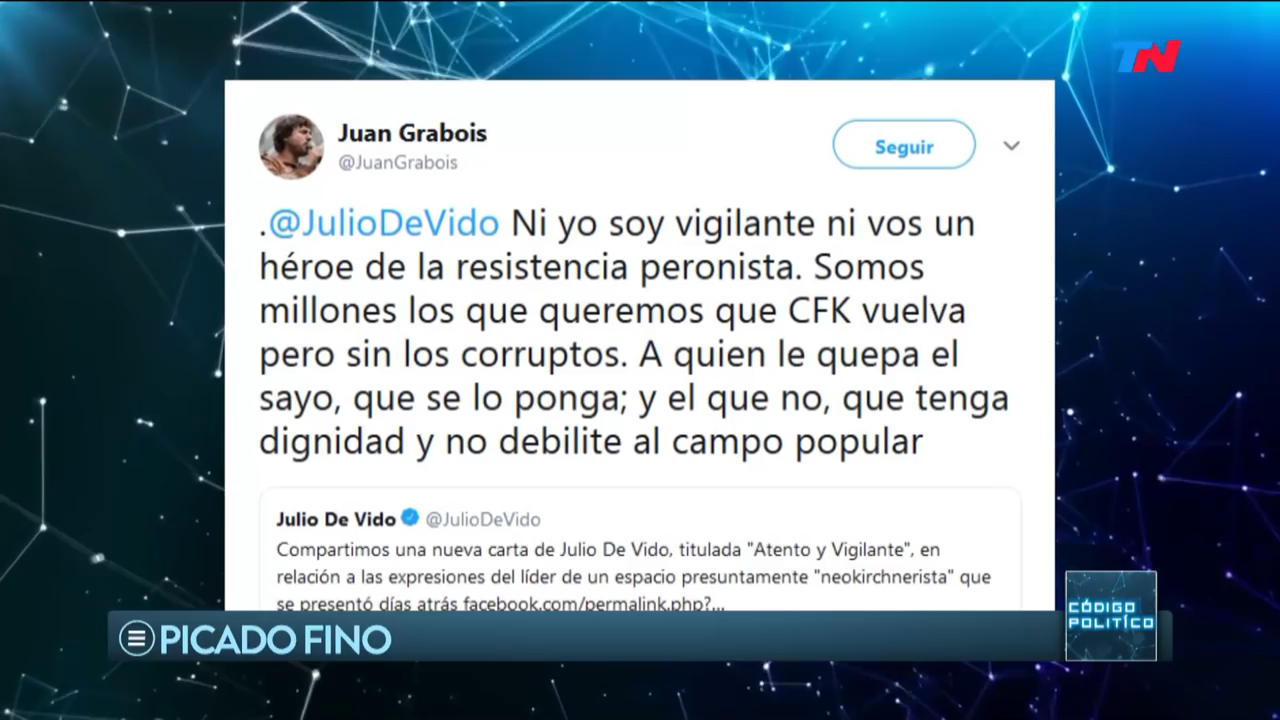 TN
Juan Grabois
@JuanGrabois
Seguir
.@JulioDeVido Ni yo soy vigilante ni vos un
héroe de la resistencia peronista. Somos
millones los que queremos que CFK vuelva
pero sin los corruptos. A quien le quepa el
sayo, que se lo ponga; y el que no, que tenga
dignidad y no debilite al campo popular
Julio De Vido @JulioDeVido
Compartimos una nueva carta de Julio De Vido, titulada "Atento y Vigilante", en
relación a las expresiones del líder de un espacio presuntamente "neokirchnerista" que
se presentó días atrás facebook.com/permalink.php?...
PICADO FINO
CÓDIGO
POLÍTICO